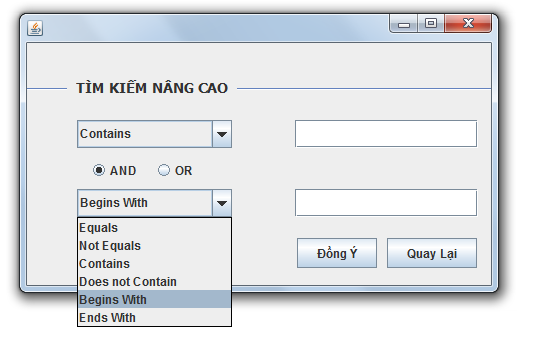 TÌM KIẾM NÂNG CAO
Contains
AND OR
Begins With
Equals
Not Equals
Contains
Does not Contain
Begins With
Ends With
Đồng Ý Quay Lại